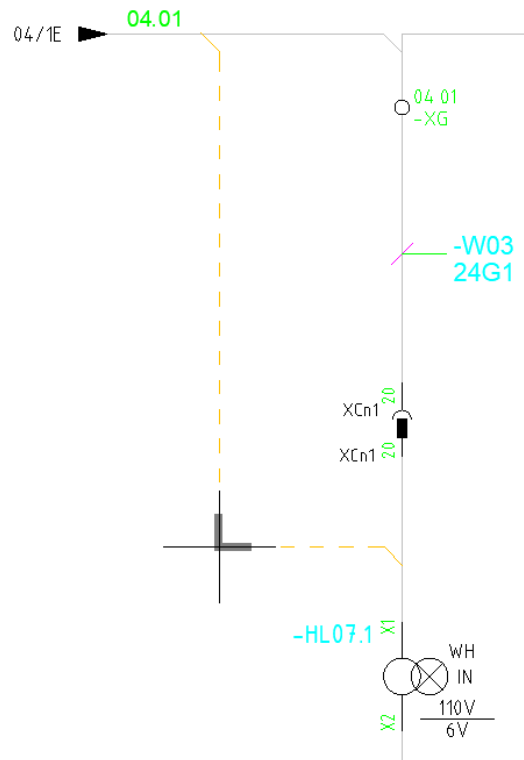 04/1E
04.01
04 01
-XG
-W03
24G1
20
XCn1
XCn1
20
-HL07.1
X1
WH
IN
X2
110V
6V